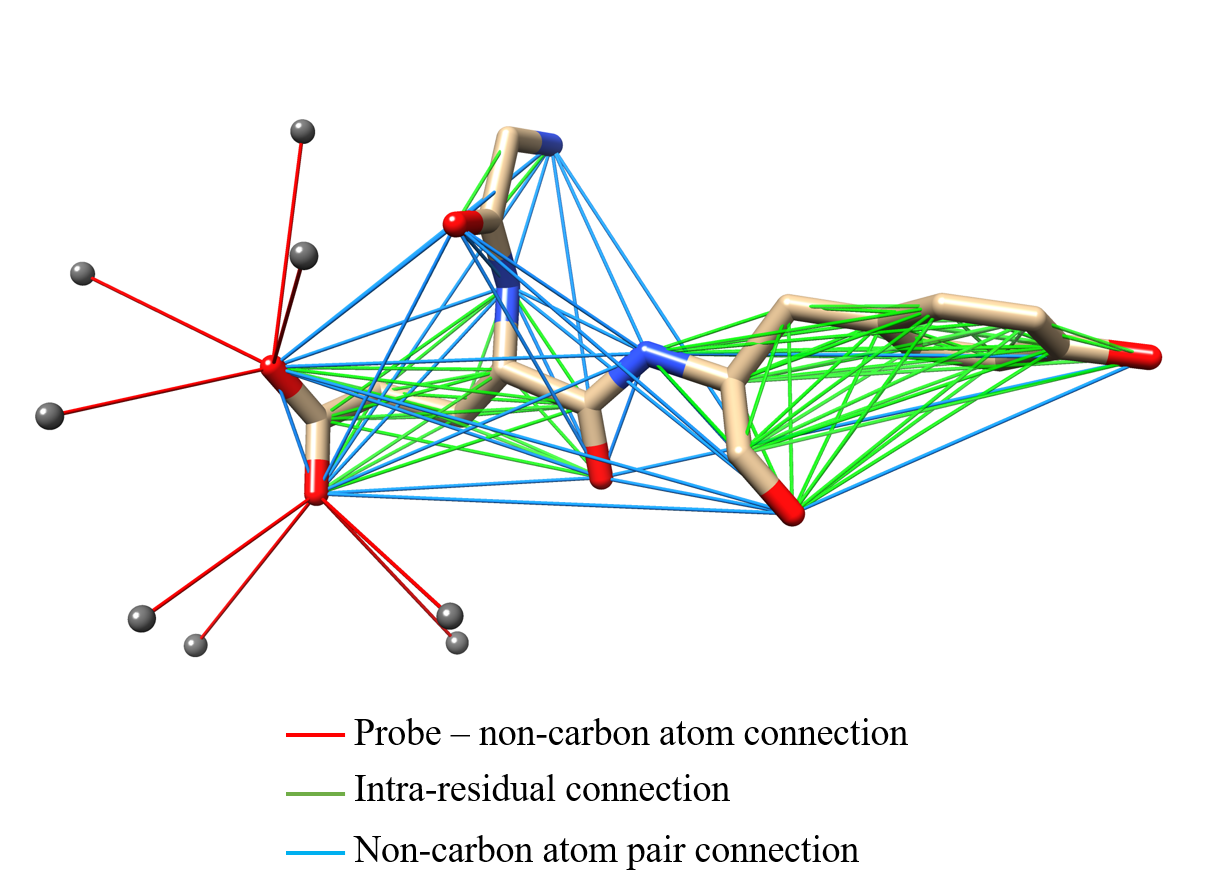 Probe – non-carbon atom connection
Intra-residual connection
Non-carbon atom pair connection